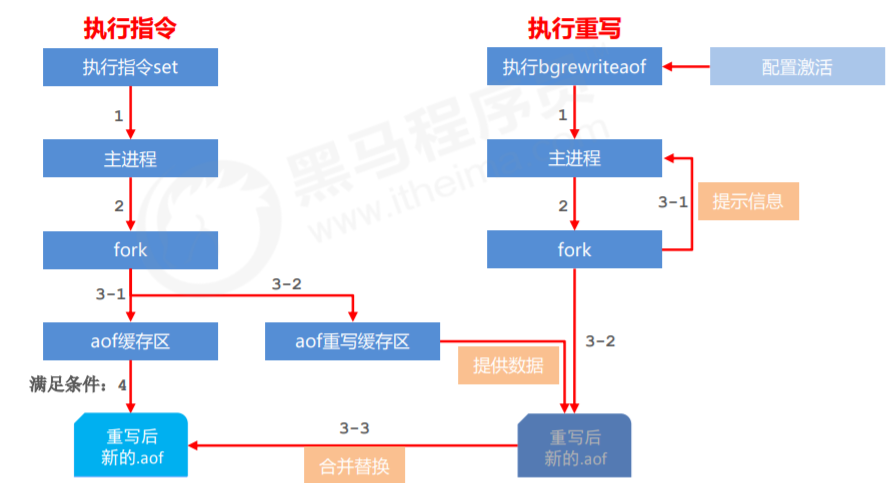 执行指令
执行重写
执行指令set
执行bgrewriteaof
配置激活
1
1
主进程
主进程
2
2
3-1
提示信息
fork
fork
3-1
3-2
aof缓存区
aof重写缓存区
3-2
提供数据
满足条件：4
重写后
新的.aof
3-3
合并替换
重写后
新的.aof
黑马程序员
www.itheima.com